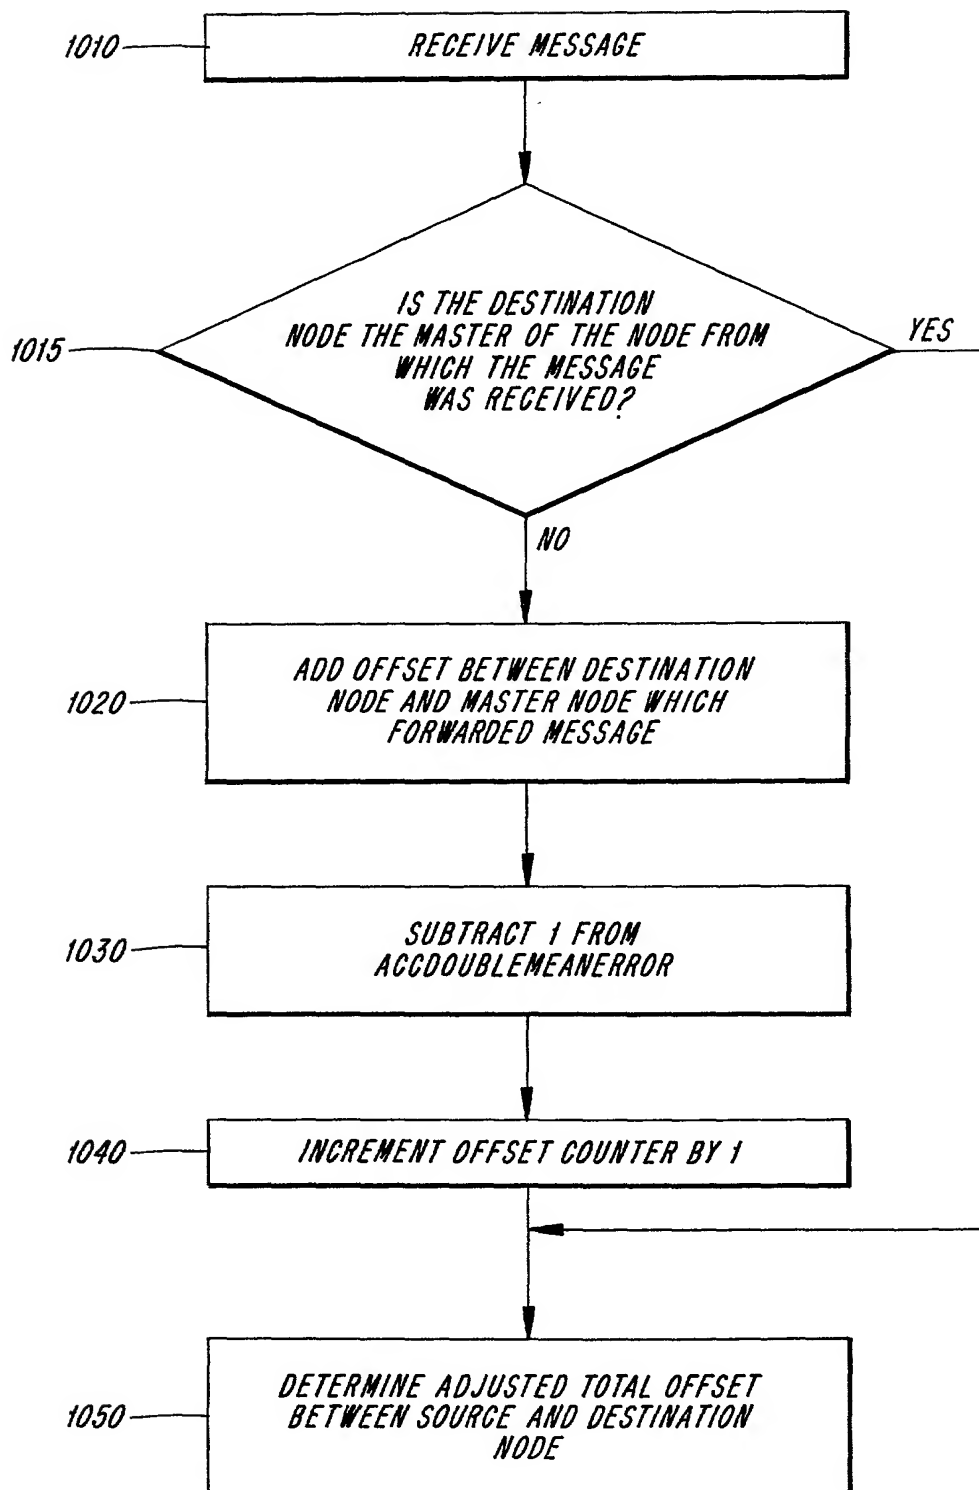 1010
RECEIVE MESSAGE
1015
IS THE DESTINATION
NODE THE MASTER OF THE NODE FROM
WHICH THE MESSAGE
WAS RECEIVED?
YES
NO
1020
ADD OFFSET BETWEEN DESTINATION
NODE AND MASTER NODE WHICH
FORWARDED MESSAGE
1030
SUBTRACT 1 FROM
ACCDOUBLEMEANERROR
1040
INCREMENT OFFSET COUNTER BY 1
1050
DETERMINE ADJUSTED TOTAL OFFSET
BETWEEN SOURCE AND DESTINATION
NODE